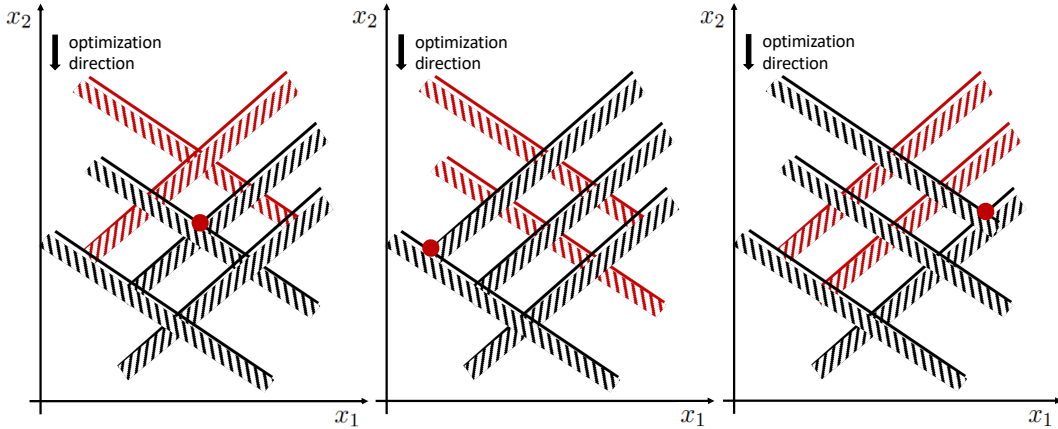 x₂
optimization
direction
x₁
x₂
optimization
direction
x₁
x₂
optimization
direction
x₁